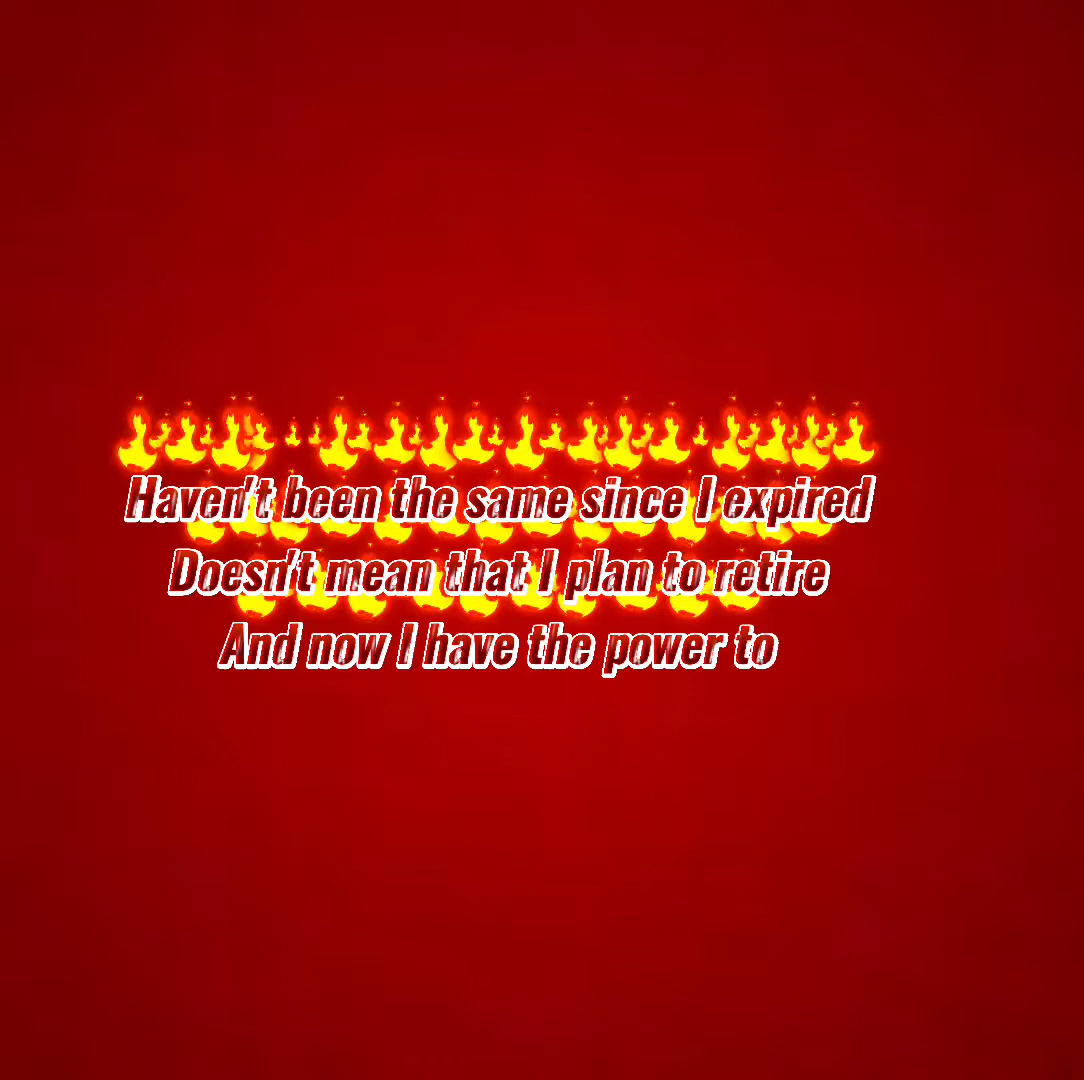 Haven't been the same since I expired
Doesn't mean that I plan to retire
And now I have the power to